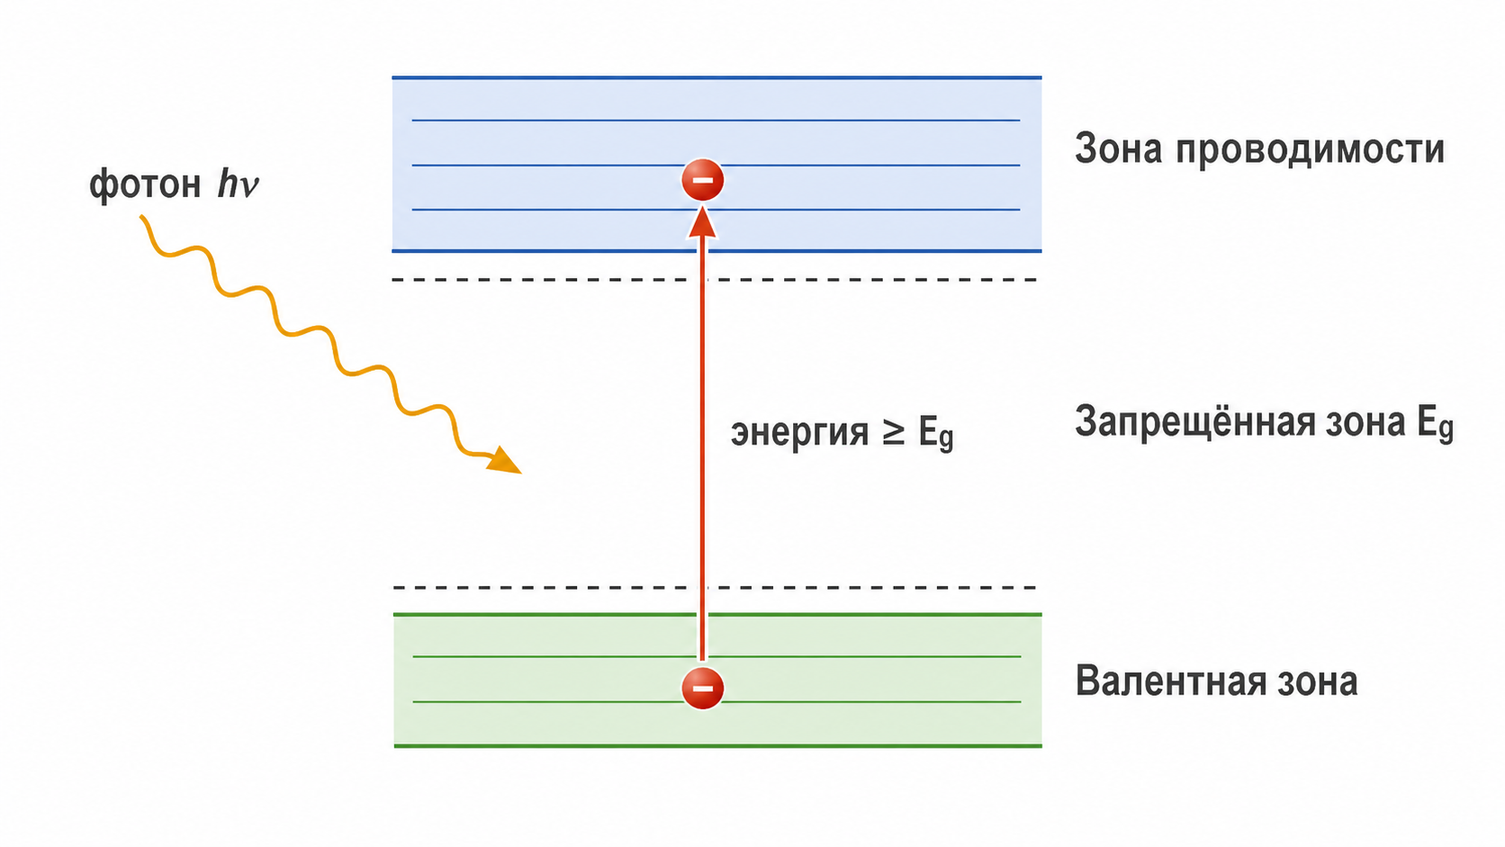 Зона проводимости
фотон hν
энергия ≥ Eg
Запрещённая зона Eg
Валентная зона